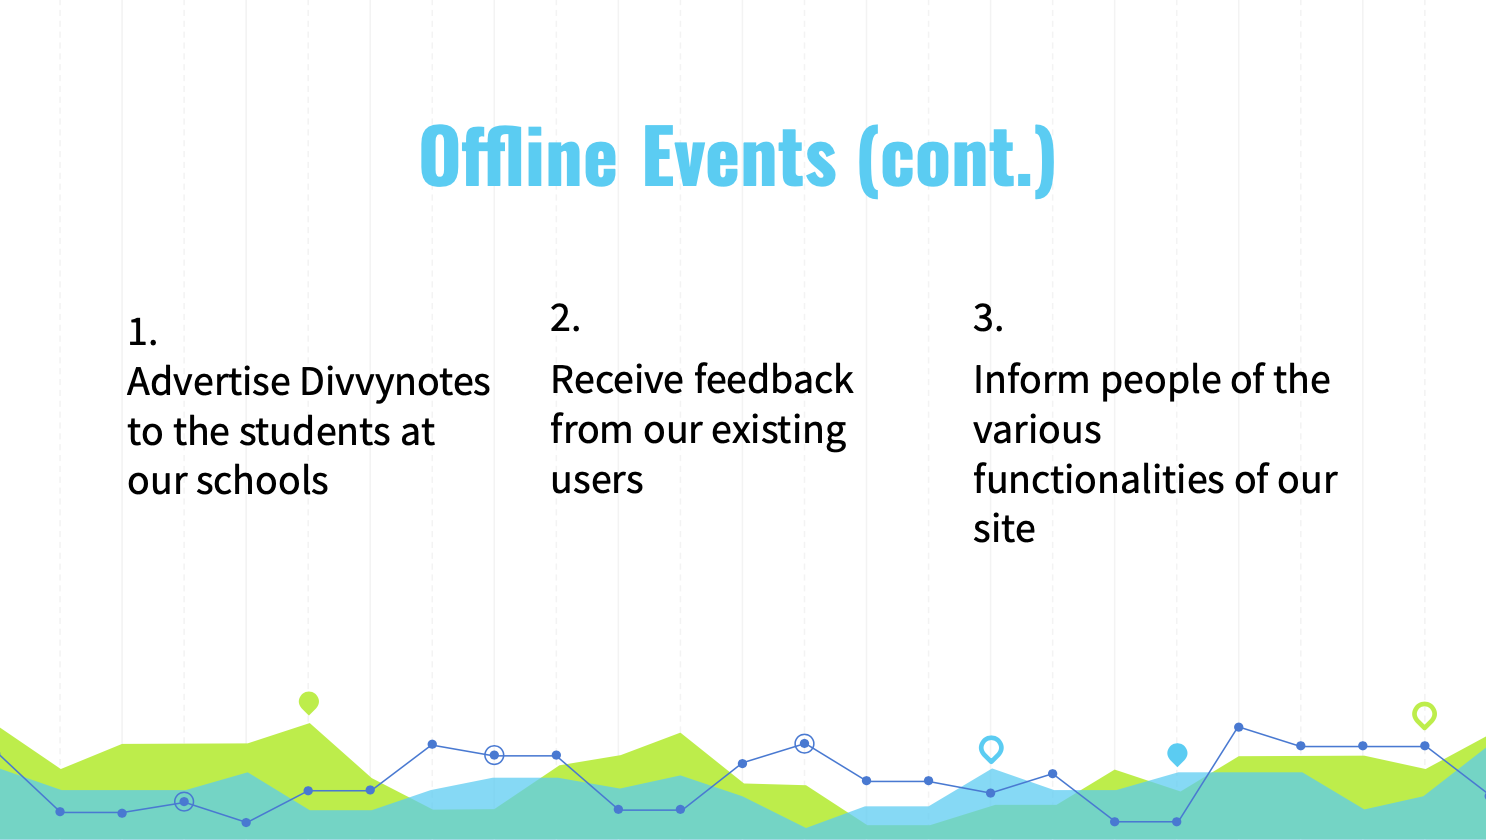 Offline Events (cont.)
1.
Advertise Divvynotes
to the students at
our schools
2.
Receive feedback
from our existing
users
3.
Inform people of the
various
functionalities of our
site